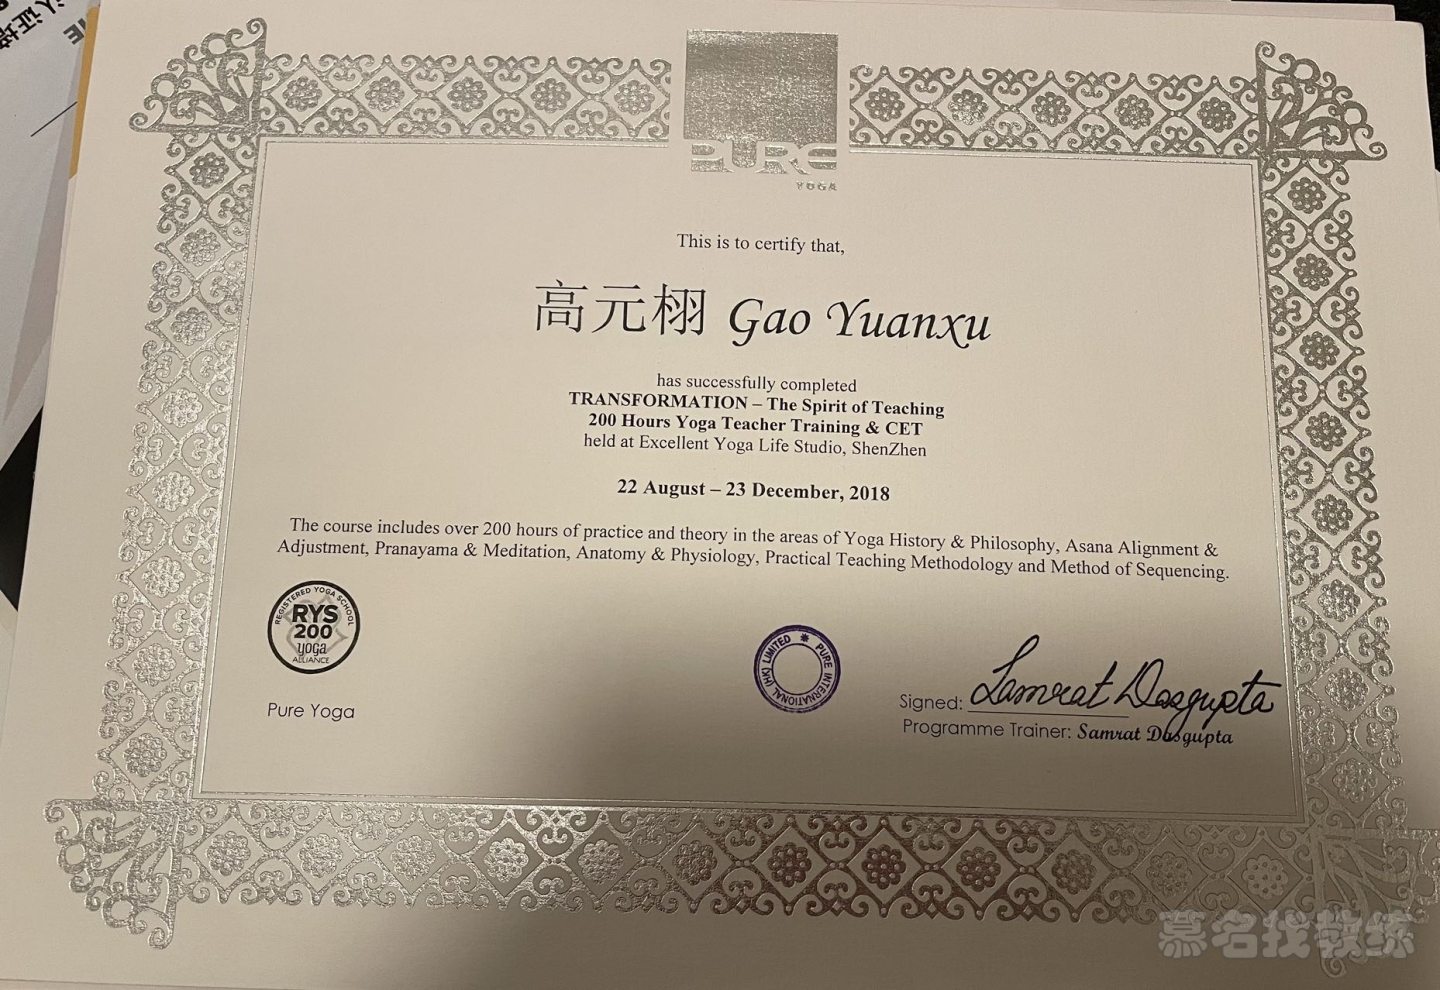 PURE
YOGA
This is to certify that,
高元栩 Gao Yuanxu
has successfully completed
TRANSFORMATION – The Spirit of Teaching
200 Hours Yoga Teacher Training & CET
held at Excellent Yoga Life Studio, ShenZhen
22 August – 23 December, 2018
The course includes over 200 hours of practice and theory in the areas of Yoga History & Philosophy, Asana Alignment &
Adjustment, Pranayama & Meditation, Anatomy & Physiology, Practical Teaching Methodology and Method of Sequencing.
REGISTERED YOGA SCHOOL
RYS
200
yoga
ALLIANCE
Pure Yoga
PURE INTERNATIONAL (HK) LIMITED
Signed: Samrat Dasgupta
Programme Trainer: Samrat Dasgupta
慕名找教练